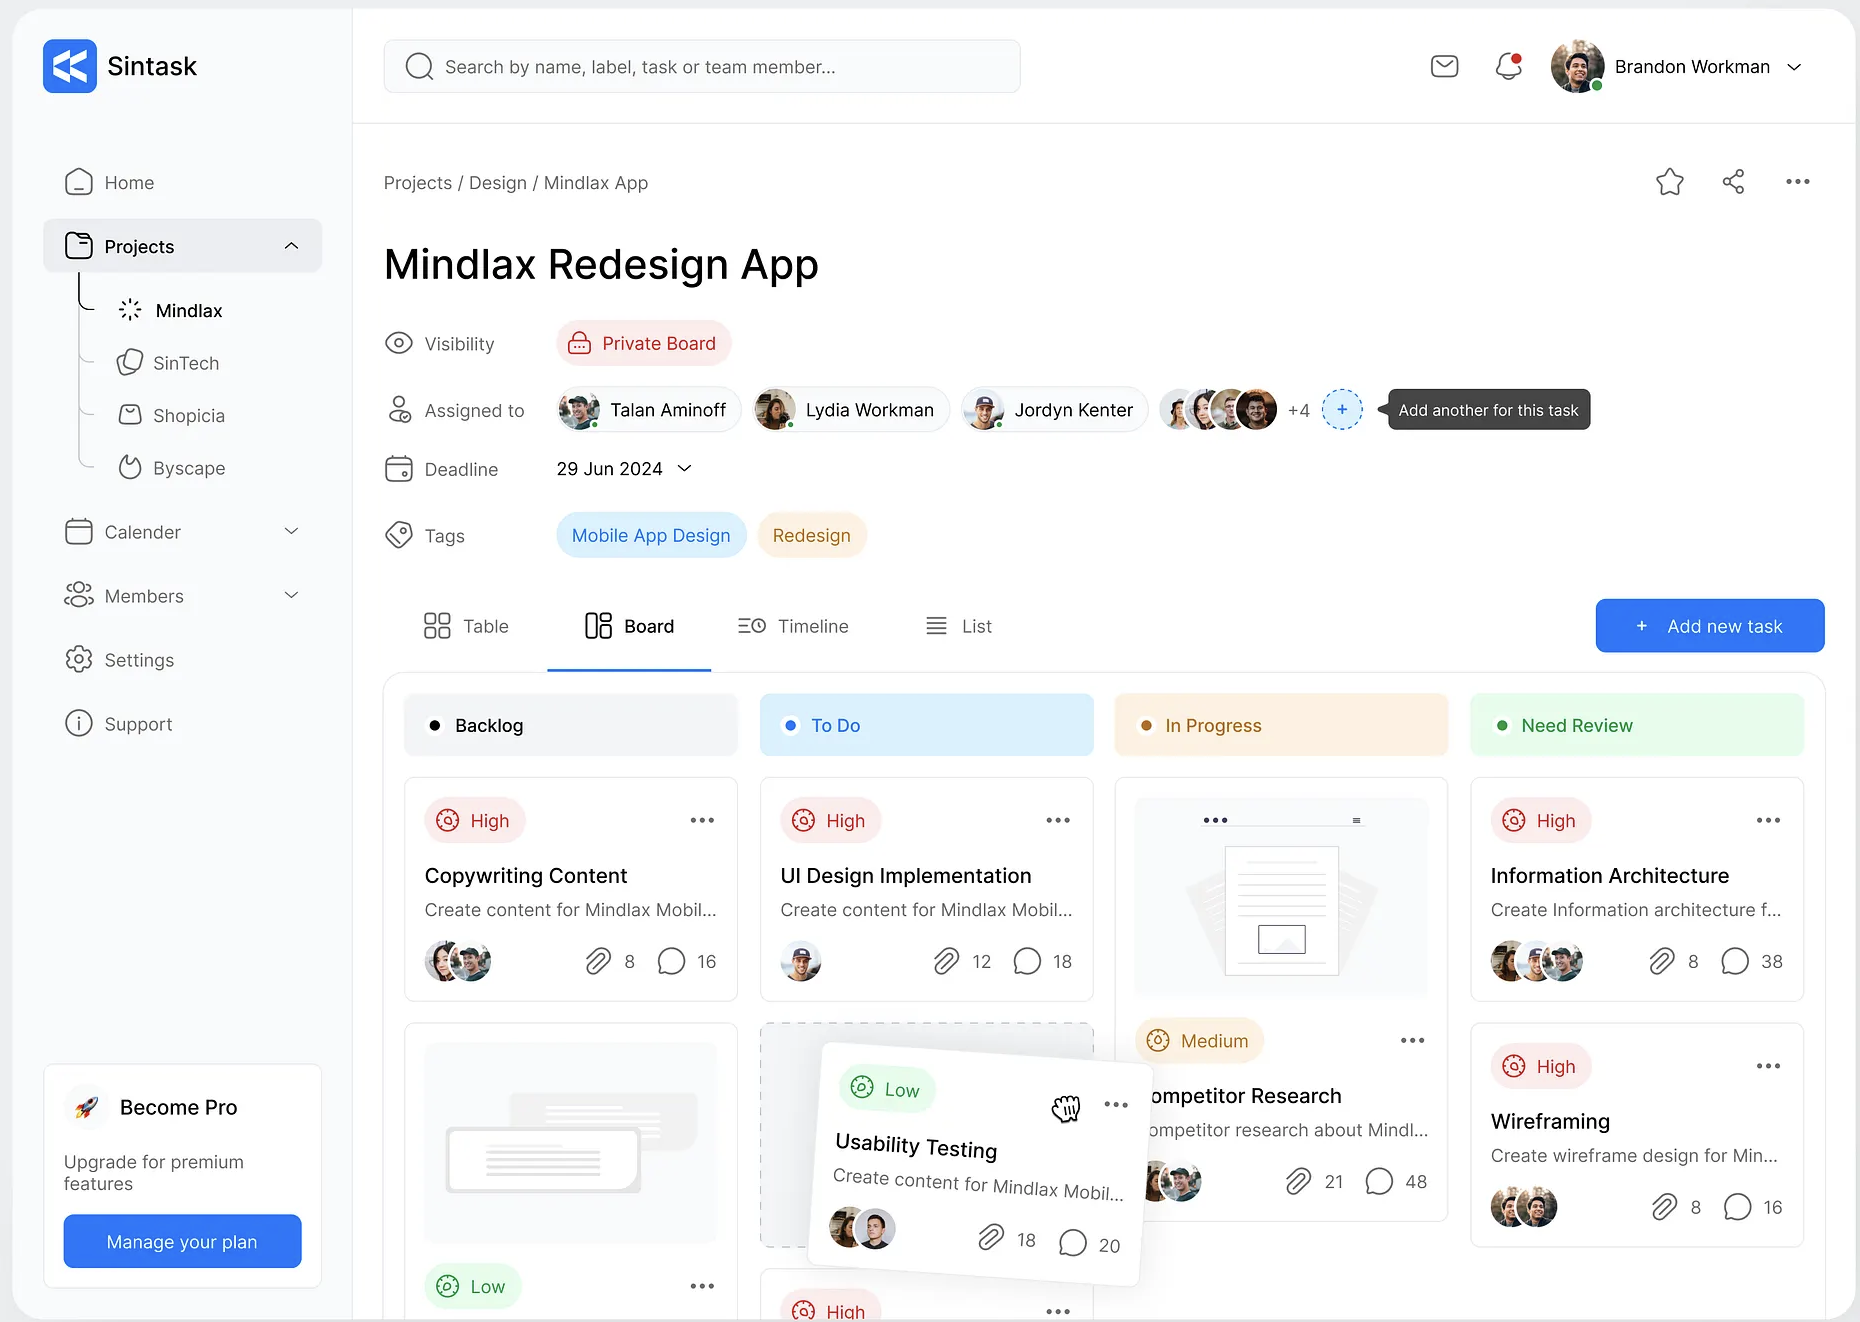 Sintask
Search by name, label, task or team member...
Brandon Workman
Home
Projects
Mindlax
SinTech
Shopicia
Byscape
Calender
Members
Settings
Support
Become Pro
Upgrade for premium
features
Manage your plan
Projects / Design / Mindlax App
Mindlax Redesign App
Visibility
Private Board
Assigned to
Talan Aminoff
Lydia Workman
Jordyn Kenter
+4
+
Add another for this task
Deadline
29 Jun 2024
Tags
Mobile App Design
Redesign
Table
Board
Timeline
List
+ Add new task
Backlog
High
Copywriting Content
Create content for Mindlax Mobil...
8
16
Low
To Do
High
UI Design Implementation
Create content for Mindlax Mobil...
12
18
Low
Usability Testing
Create content for Mindlax Mobil...
18
20
High
In Progress
Medium
ompetitor Research
ompetitor research about Mindl...
21
48
Need Review
High
Information Architecture
Create Information architecture f...
8
38
High
Wireframing
Create wireframe design for Min...
8
16